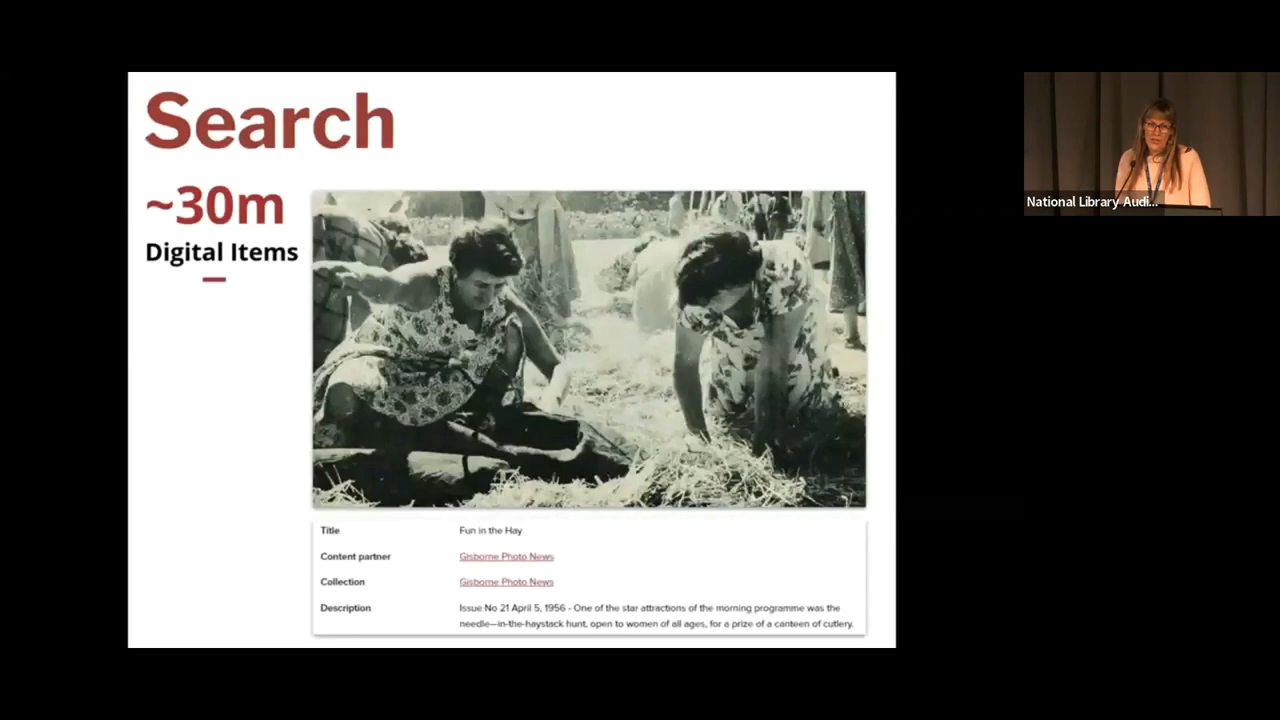 Search
~30m
Digital Items
Title Fun in the Hay
Content partner Gisborne Photo News
Collection Gisborne Photo News
Description Issue No 21 April 5, 1956 - One of the star attractions of the morning programme was the
needle—in-the-haystack hunt, open to women of all ages, for a prize of a canteen of cutlery.
National Library Audi...